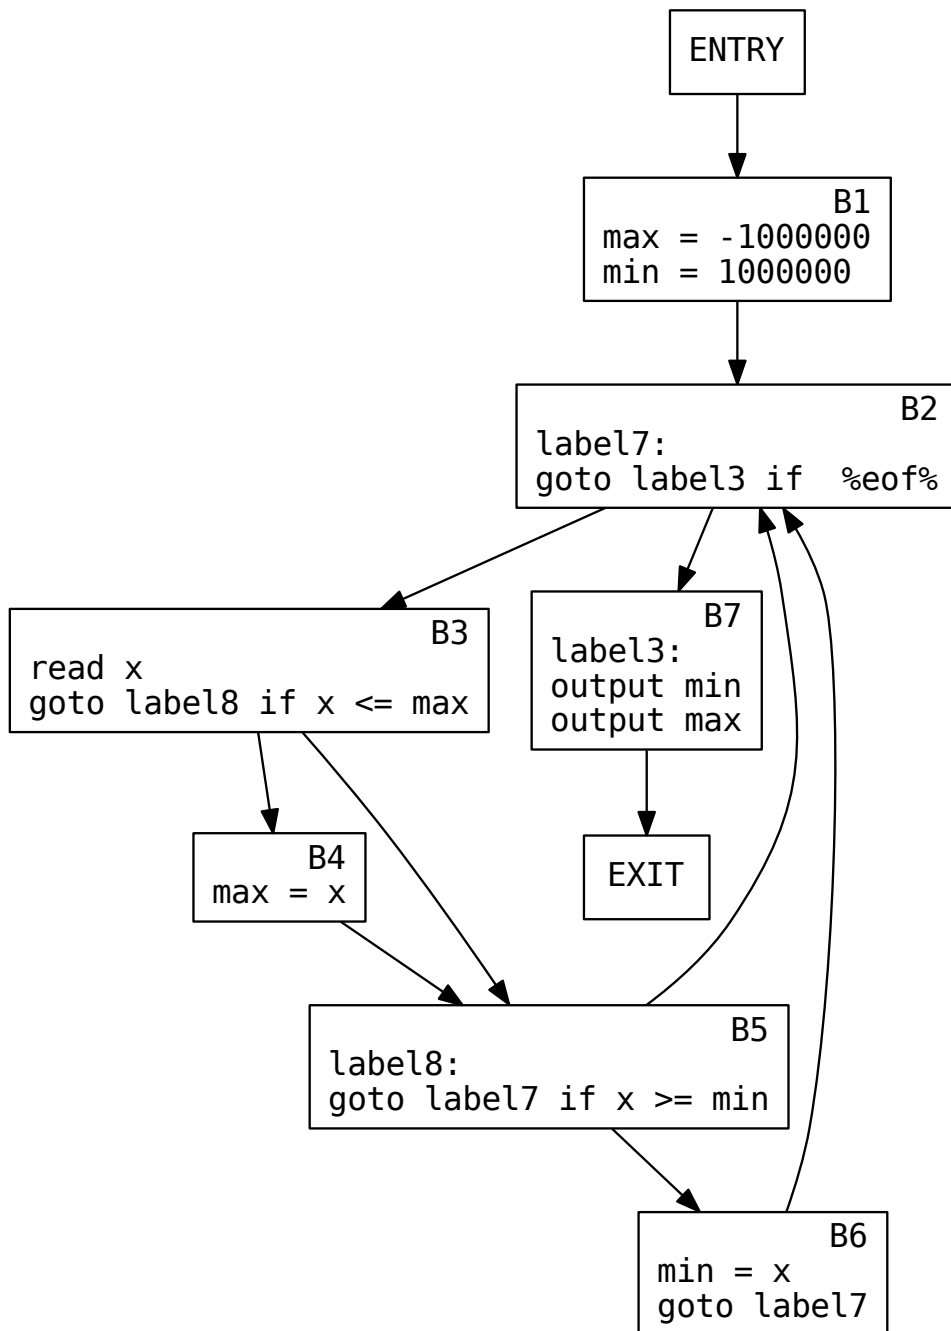 ENTRY
B1
max = -1000000
min = 1000000
B2
label7:
goto label3 if  %eof%
B3
read x
goto label8 if x <= max
B7
label3:
output min
output max
B4
max = x
EXIT
B5
label8:
goto label7 if x >= min
B6
min = x
goto label7